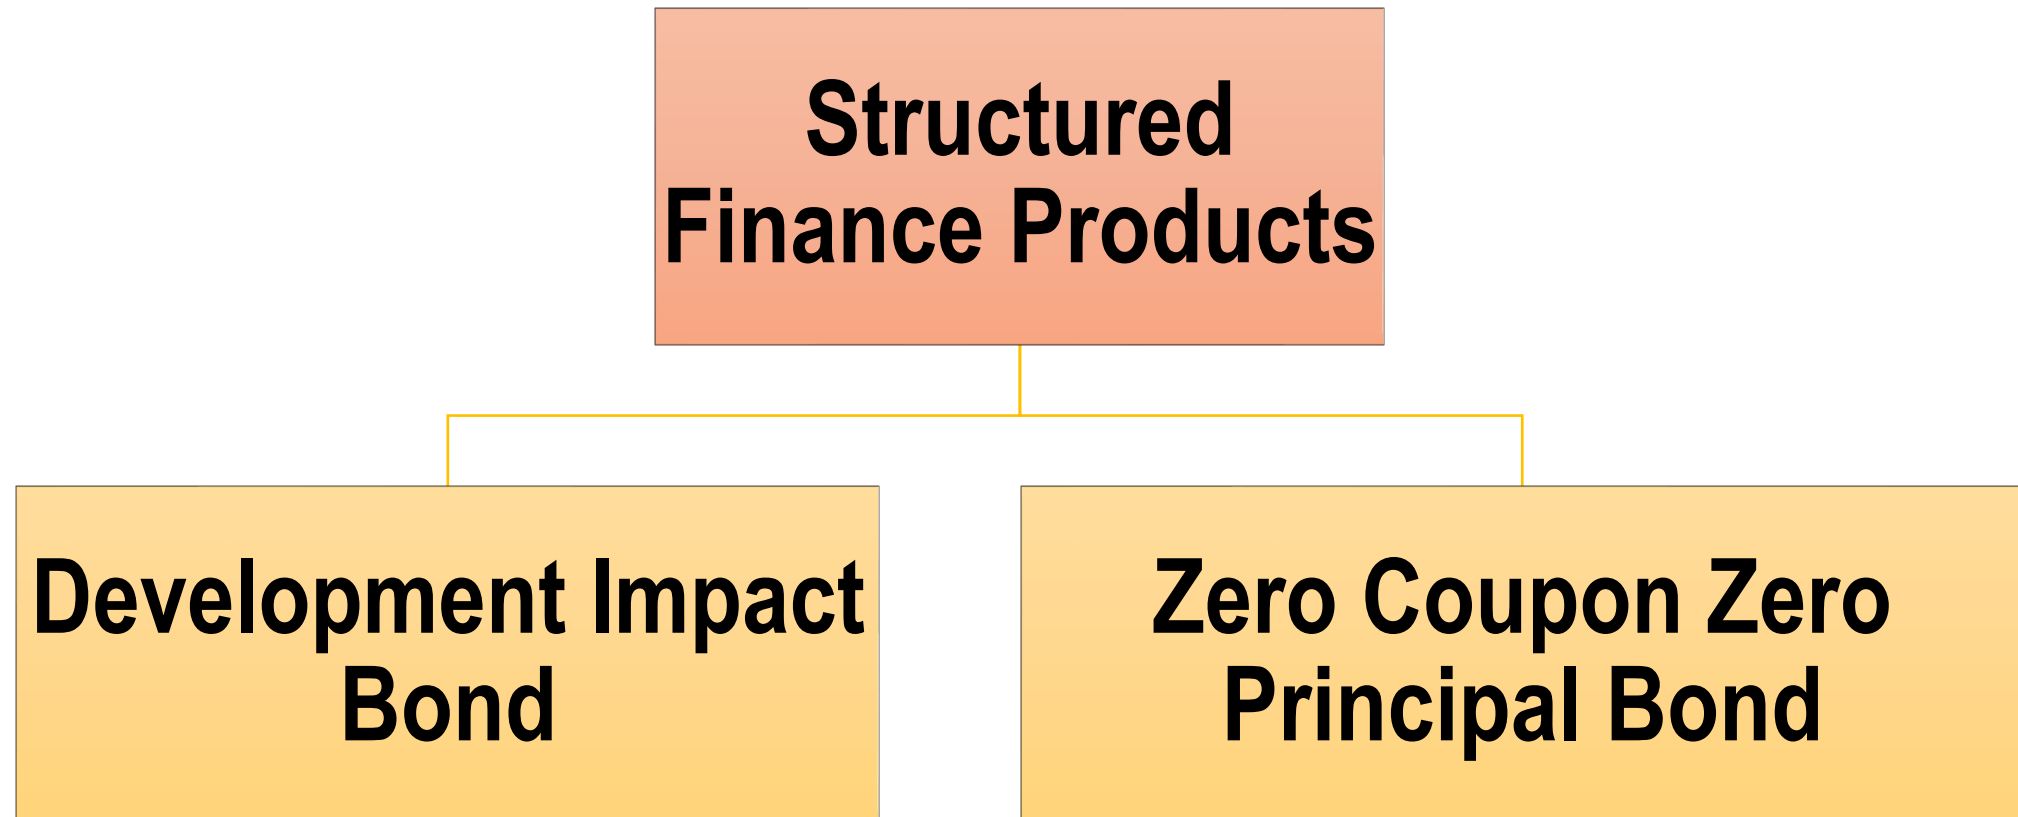 Structured
Finance Products
Development Impact
Bond
Zero Coupon Zero
Principal Bond